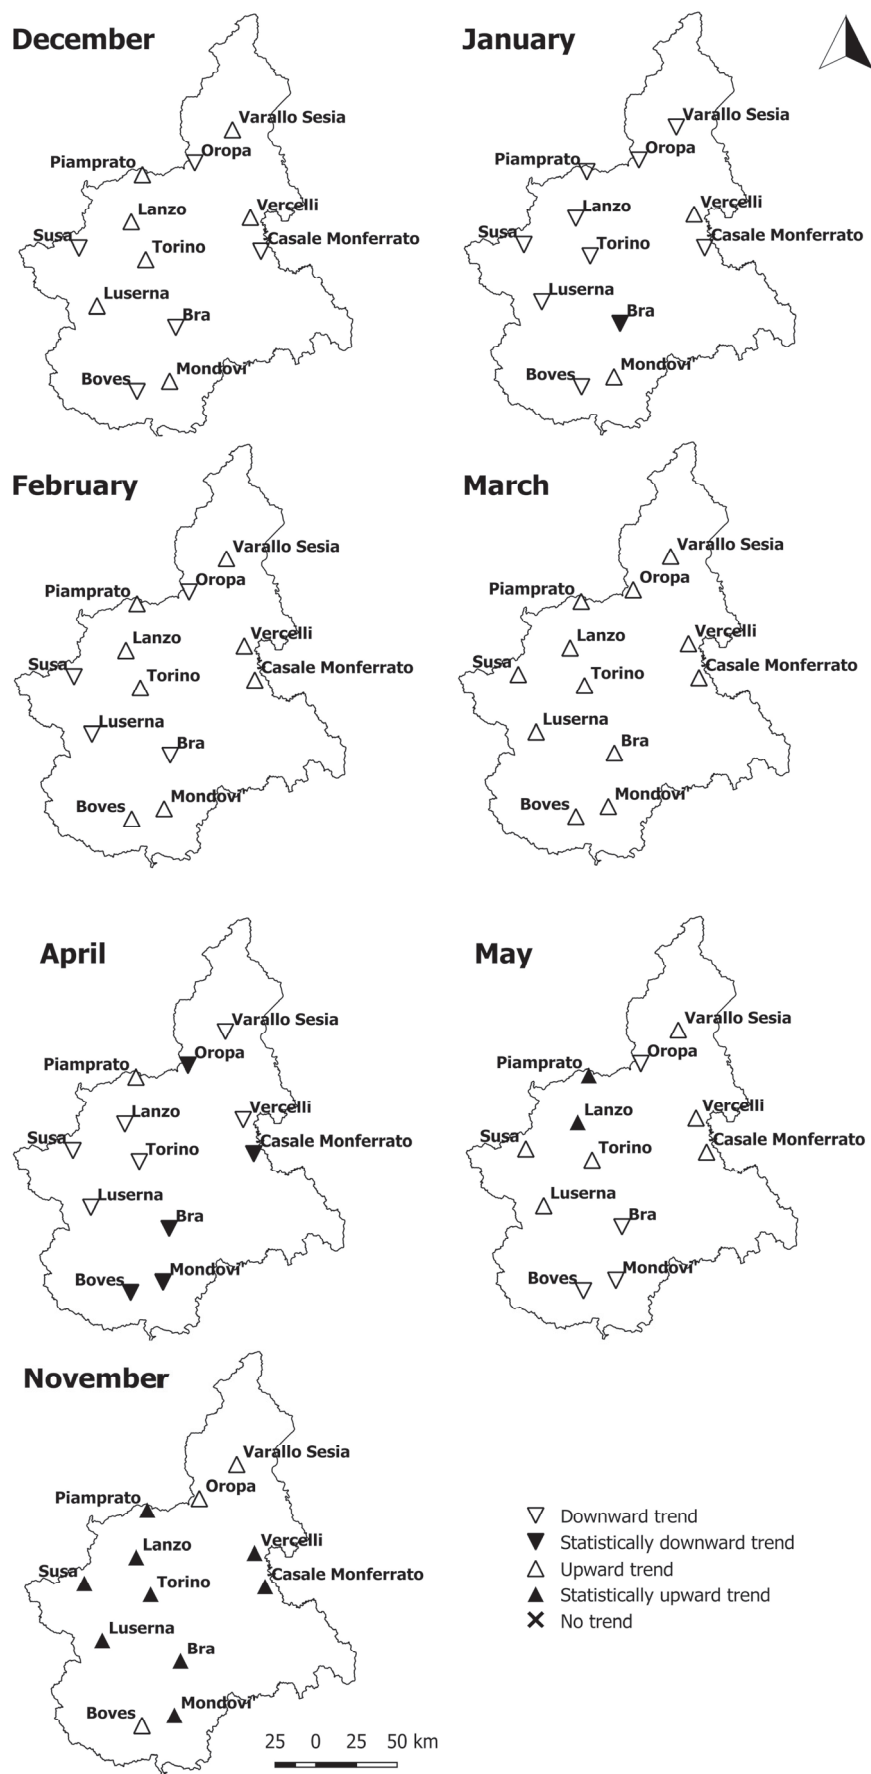 December
Varallo Sesia
Oropa
Piamprato
Lanzo
Vercelli
Susa
Casale Monferrato
Torino
Luserna
Bra
Mondovi'
Boves
January
Varallo Sesia
Oropa
Piamprato
Lanzo
Vercelli
Susa
Casale Monferrato
Torino
Luserna
Bra
Mondovi'
Boves
February
Varallo Sesia
Oropa
Piamprato
Lanzo
Vercelli
Susa
Casale Monferrato
Torino
Luserna
Bra
Mondovi'
Boves
March
Varallo Sesia
Oropa
Piamprato
Lanzo
Vercelli
Susa
Casale Monferrato
Torino
Luserna
Bra
Mondovi'
Boves
April
Varallo Sesia
Oropa
Piamprato
Lanzo
Vercelli
Susa
Casale Monferrato
Torino
Luserna
Bra
Mondovi'
Boves
May
Varallo Sesia
Oropa
Piamprato
Lanzo
Vercelli
Susa
Casale Monferrato
Torino
Luserna
Bra
Mondovi'
Boves
November
Varallo Sesia
Oropa
Piamprato
Lanzo
Vercelli
Susa
Casale Monferrato
Torino
Luserna
Bra
Mondovi'
Boves
Downward trend
Statistically downward trend
Upward trend
Statistically upward trend
No trend
25 0 25 50 km